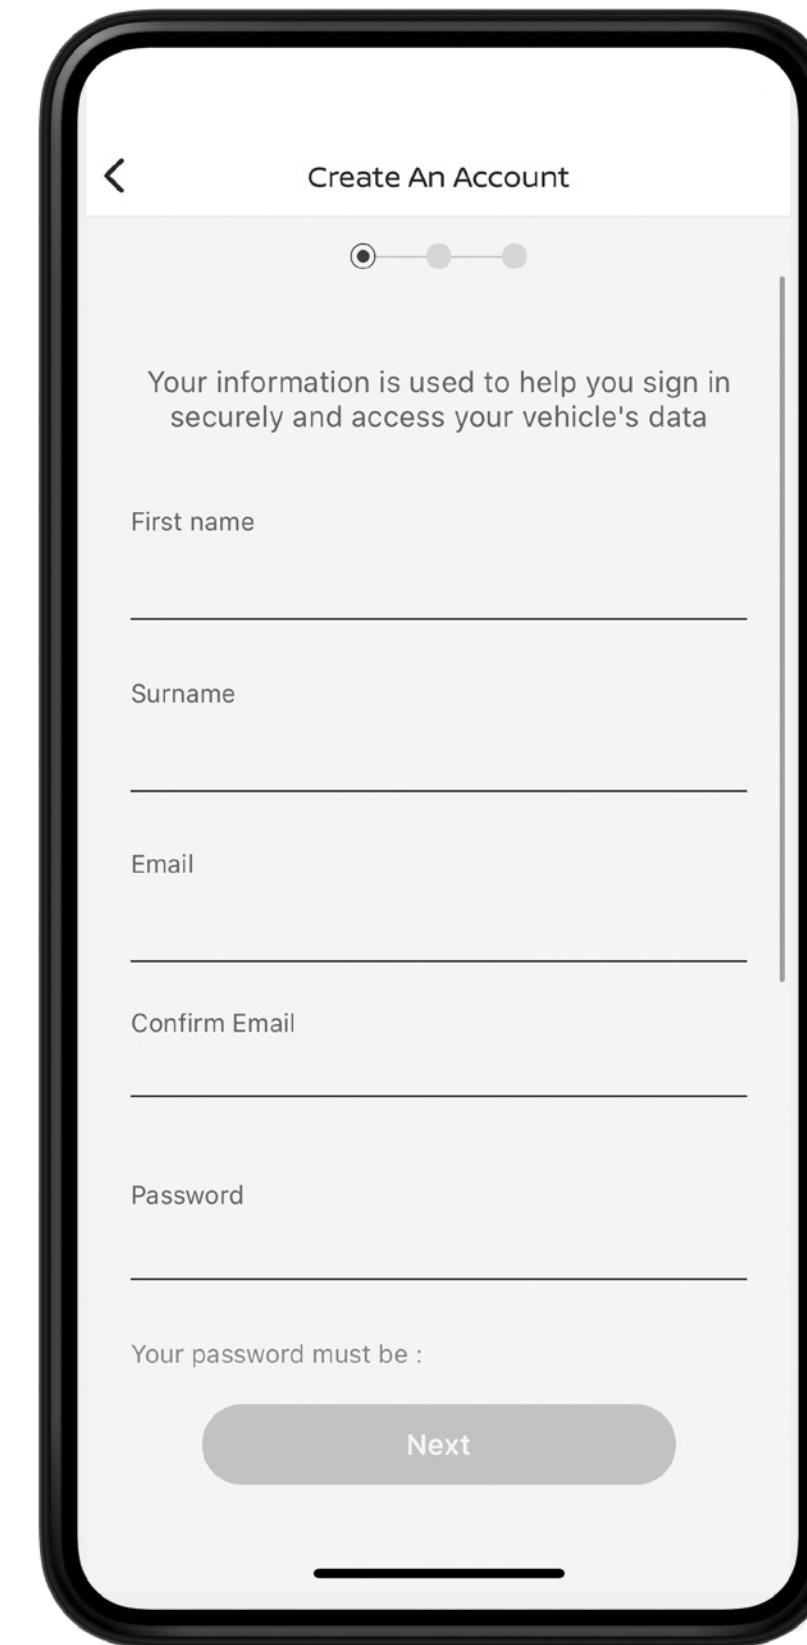 Create An Account
Your information is used to help you sign in
securely and access your vehicle's data
First name
Surname
Email
Confirm Email
Password
Your password must be :
Next